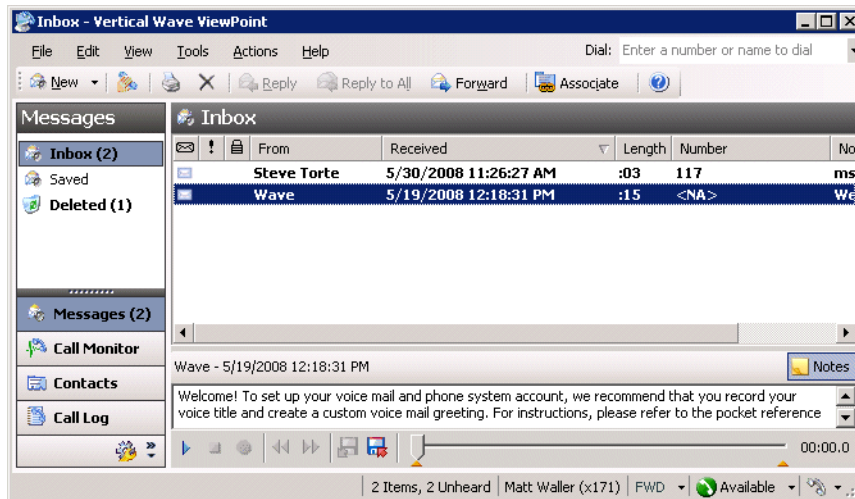 Inbox - Vertical Wave ViewPoint
File Edit View Tools Actions Help Dial: Enter a number or name to dial
New Reply Reply to All Forward Associate
Messages Inbox
! From Received Length Number No
Inbox (2)
Steve Torte 5/30/2008 11:26:27 AM :03 117 ms
Saved
Wave 5/19/2008 12:18:31 PM :15 <NA> We
Deleted (1)
Messages (2)
Call Monitor
Wave - 5/19/2008 12:18:31 PM Notes
Contacts
Welcome! To set up your voice mail and phone system account, we recommend that you record your
voice title and create a custom voice mail greeting. For instructions, please refer to the pocket reference
Call Log
00:00.0
2 Items, 2 Unheard Matt Waller (x171) FWD Available